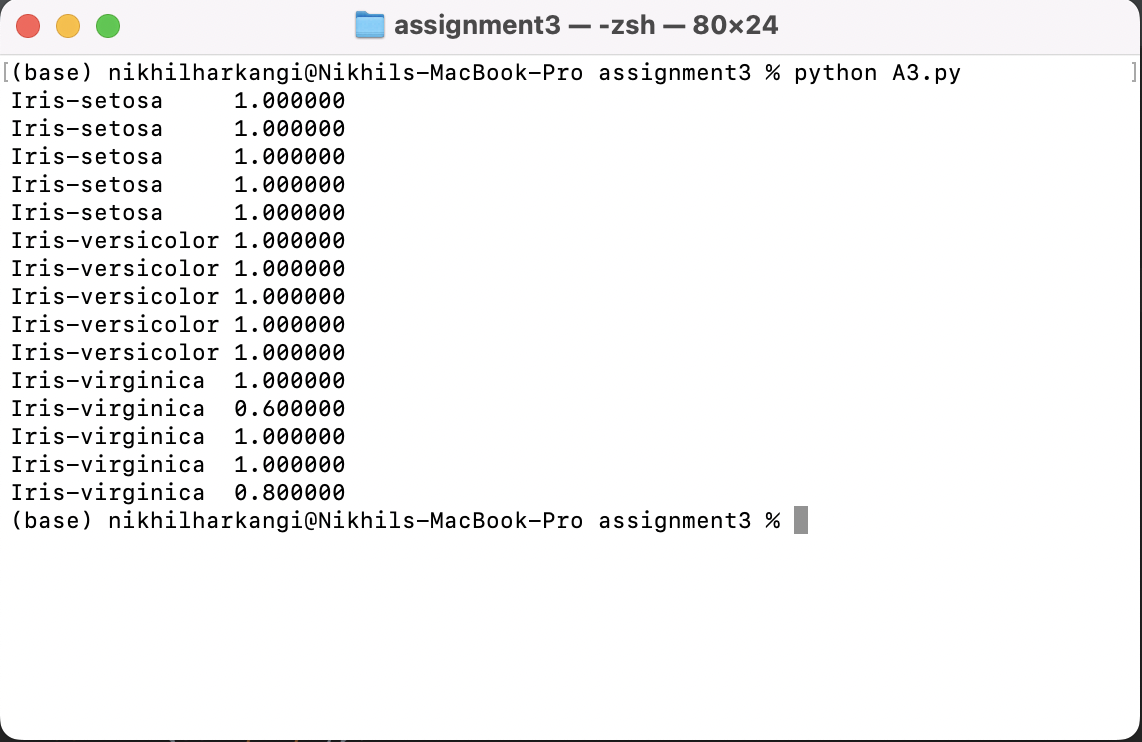 assignment3 — -zsh — 80×24
[(base) nikhilharkangi@Nikhils-MacBook-Pro assignment3 % python A3.py ]
Iris-setosa     1.000000
Iris-setosa     1.000000
Iris-setosa     1.000000
Iris-setosa     1.000000
Iris-setosa     1.000000
Iris-versicolor 1.000000
Iris-versicolor 1.000000
Iris-versicolor 1.000000
Iris-versicolor 1.000000
Iris-versicolor 1.000000
Iris-virginica  1.000000
Iris-virginica  0.600000
Iris-virginica  1.000000
Iris-virginica  1.000000
Iris-virginica  0.800000
(base) nikhilharkangi@Nikhils-MacBook-Pro assignment3 %